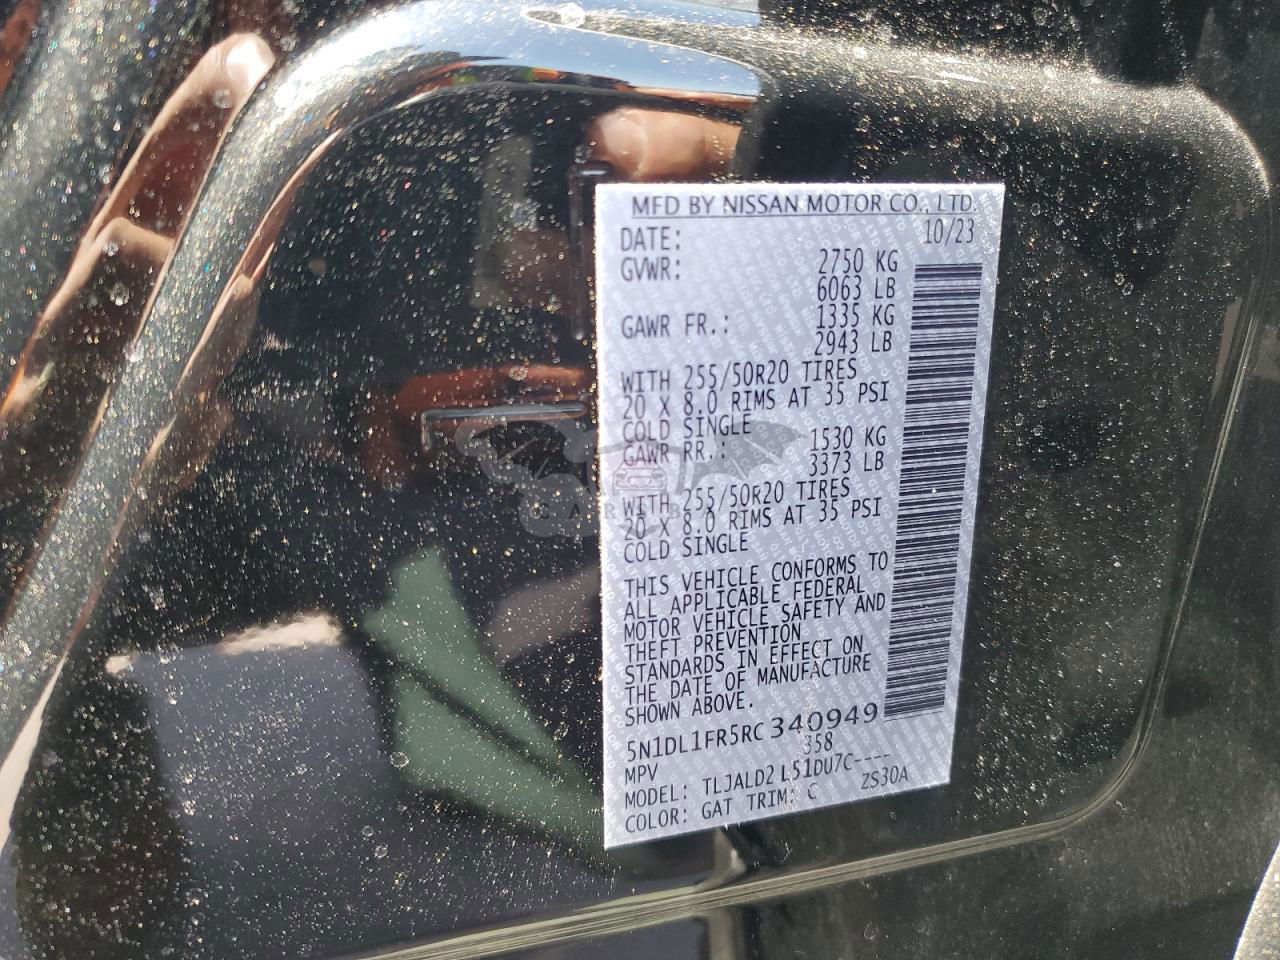 MFD BY NISSAN MOTOR CO., LTD.
DATE: 10/23
GVWR: 2750 KG
6063 LB
GAWR FR.: 1335 KG
2943 LB
WITH 255/50R20 TIRES
20 X 8.0 RIMS AT 35 PSI
COLD SINGLE
GAWR RR.: 1530 KG
3373 LB
WITH 255/50R20 TIRES
20 X 8.0 RIMS AT 35 PSI
COLD SINGLE
THIS VEHICLE CONFORMS TO
ALL APPLICABLE FEDERAL
MOTOR VEHICLE SAFETY AND
THEFT PREVENTION
STANDARDS IN EFFECT ON
THE DATE OF MANUFACTURE
SHOWN ABOVE.
5N1DL1FR5RC340949
MPV 358
MODEL: TLJALD2 L51DU7C----
COLOR: GAT TRIM: C ZS30A